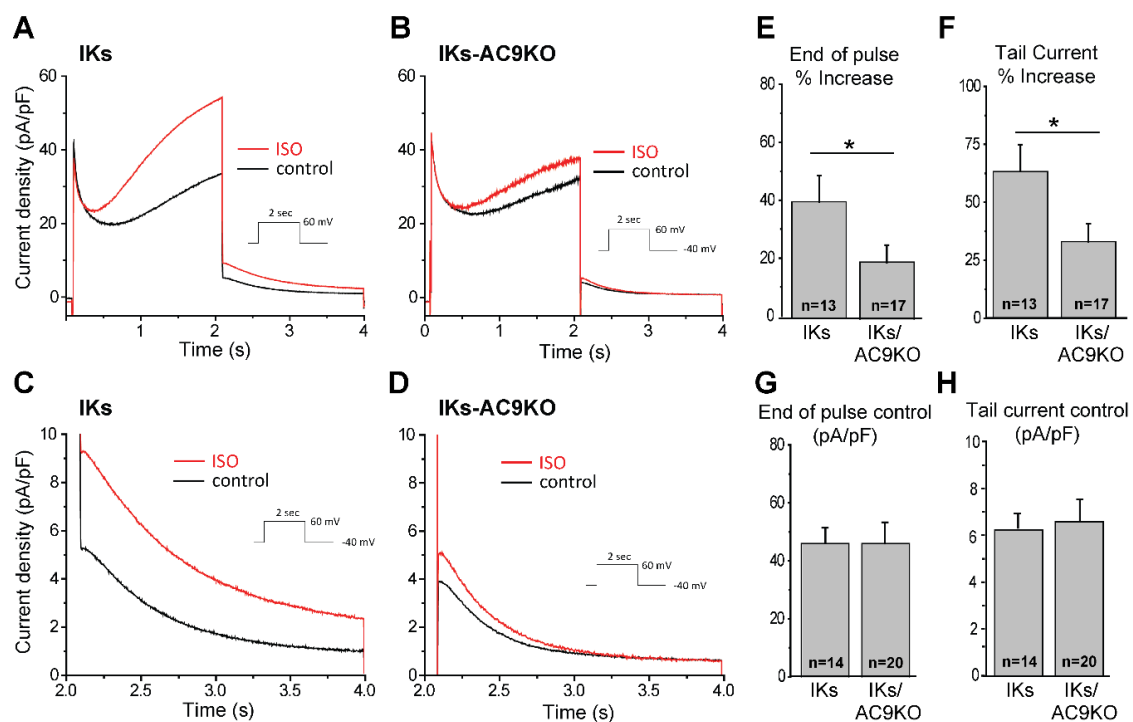 A
IKs
Current density (pA/pF)
60
40
20
0
ISO
control
2 sec
60 mV
1
2
3
4
Time (s)
B
IKs-AC9KO
60
40
20
0
ISO
control
2 sec
60 mV
-40 mV
0
1
2
3
4
Time (s)
E
End of pulse
% Increase
80
60
40
20
0
*
n=13
n=17
IKs
IKs/
AC9KO
F
Tail Current
% Increase
100
75
50
25
0
*
n=13
n=17
IKs
IKs/
AC9KO
C
IKs
Current density (pA/pF)
10
8
6
4
2
0
ISO
control
2 sec
60 mV
-40 mV
2.0
2.5
3.0
3.5
4.0
Time (s)
D
IKs-AC9KO
10
8
6
4
2
0
ISO
control
2 sec
60 mV
-40 mV
2.0
2.5
3.0
3.5
4.0
Time (s)
G
End of pulse control
(pA/pF)
80
60
40
20
0
n=14
n=20
IKs
IKs/
AC9KO
H
Tail current control
(pA/pF)
10
8
6
4
2
0
n=14
n=20
IKs
IKs/
AC9KO